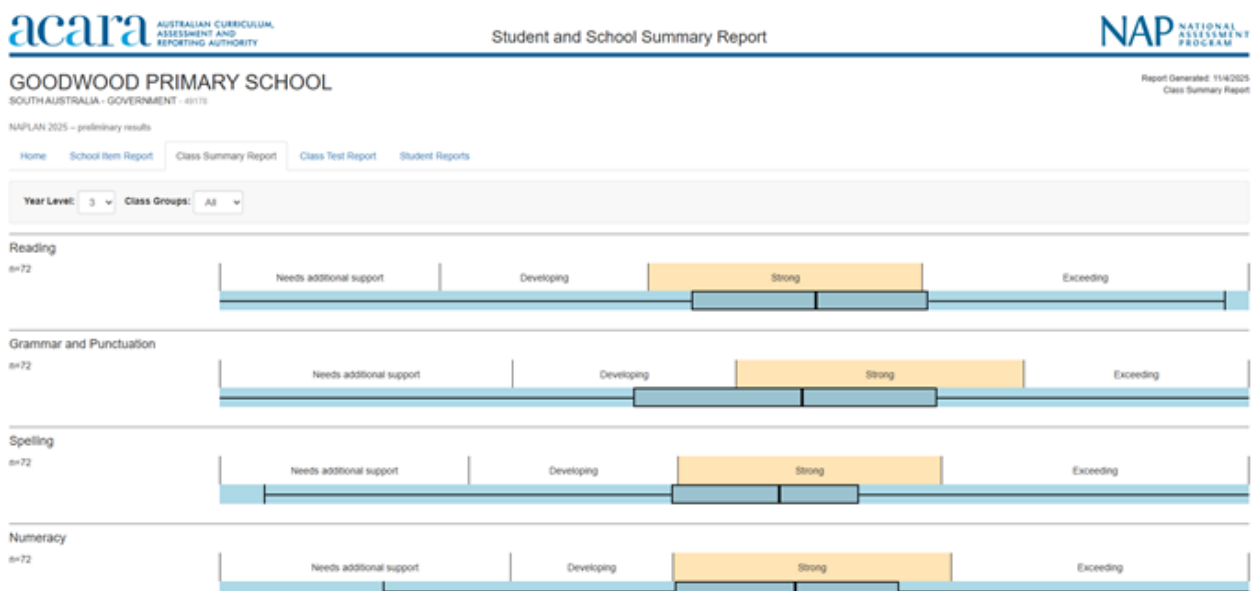 acara AUSTRALIAN CURRICULUM,
ASSESSMENT AND
REPORTING AUTHORITY
Student and School Summary Report
NAP NATIONAL
ASSESSMENT
PROGRAM
GOODWOOD PRIMARY SCHOOL
SOUTH AUSTRALIA - GOVERNMENT - 49178
Report Generated: 11/4/2025
Class Summary Report
NAPLAN 2025 – preliminary results
Home School Item Report Class Summary Report Class Test Report Student Reports
Year Level: 3 Class Groups: All
Reading
n=72
Needs additional support Developing Strong Exceeding
Grammar and Punctuation
n=72
Needs additional support Developing Strong Exceeding
Spelling
n=72
Needs additional support Developing Strong Exceeding
Numeracy
n=72
Needs additional support Developing Strong Exceeding